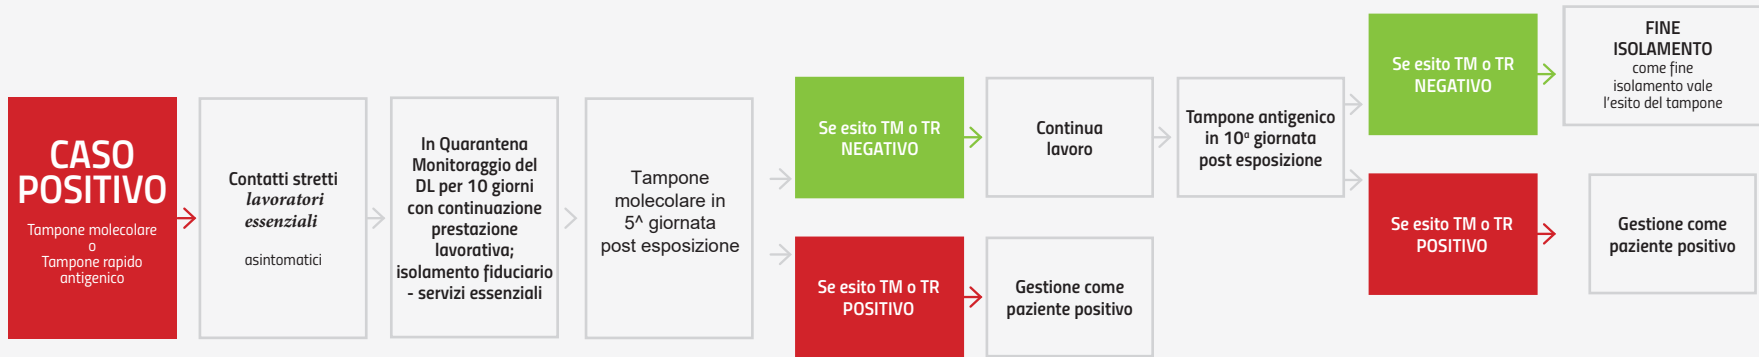 CASO
POSITIVO
Tampone molecolare
o
Tampone rapido
antigenico
Contatti stretti
lavoratori
essenziali
asintomatici
In Quarantena
Monitoraggio del
DL per 10 giorni
con continuazione
prestazione
lavorativa;
isolamento fiduciario
- servizi essenziali
Tampone
molecolare in
5^ giornata
post esposizione
Se esito TM o TR
NEGATIVO
Continua
lavoro
Tampone antigenico
in 10ª giornata
post esposizione
Se esito TM o TR
NEGATIVO
FINE
ISOLAMENTO
come fine
isolamento vale
l'esito del tampone
Se esito TM o TR
POSITIVO
Gestione come
paziente positivo
Se esito TM o TR
POSITIVO
Gestione come
paziente positivo